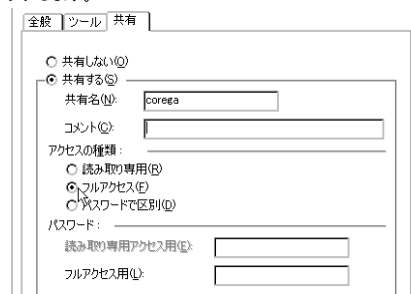 全般 ツール 共有
共有しない(O)
共有する(S)
共有名(N): corega
コメント(C):
アクセスの種類:
読み取り専用(R)
フルアクセス(F)
パスワードで区別(D)
パスワード:
読み取り専用アクセス用(E):
フルアクセス用(L):